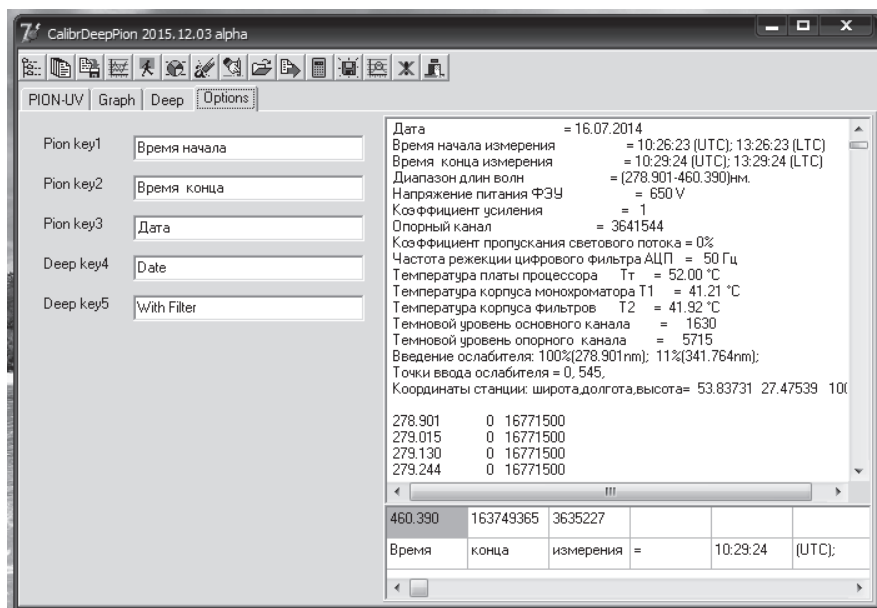 CalibrDeepPion 2015.12.03 alpha
PION-UV Graph Deep Options
Pion key1 Время начала
Pion key2 Время  конца
Pion key3 Дата
Deep key4 Date
Deep key5 With Filter
Дата = 16.07.2014
Время начала измерения = 10:26:23 (UTC); 13:26:23 (LTC)
Время  конца измерения = 10:29:24 (UTC); 13:29:24 (LTC)
Диапазон длин волн = (278.901-460.390)нм.
Напряжение питания ФЭУ = 650 V
Коэффициент усиления = 1
Опорный канал = 3641544
Коэффициент пропускания светового потока = 0%
Частота режекции цифрового фильтра АЦП = 50 Гц
Температура платы процессора Тт = 52.00 °C
Температура корпуса монохроматора Т1 = 41.21 °C
Температура корпуса фильтров Т2 = 41.92 °C
Темновой уровень основного канала = 1630
Темновой уровень опорного  канала = 5715
Введение ослабителя: 100%(278.901nm); 11%(341.764nm);
Точки ввода ослабителя = 0, 545,
Координаты станции: широта,долгота,высота= 53.83731 27.47539 10
278.901 0 16771500
279.015 0 16771500
279.130 0 16771500
279.244 0 16771500
460.390 163749365 3635227
Время конца измерения = 10:29:24 (UTC);